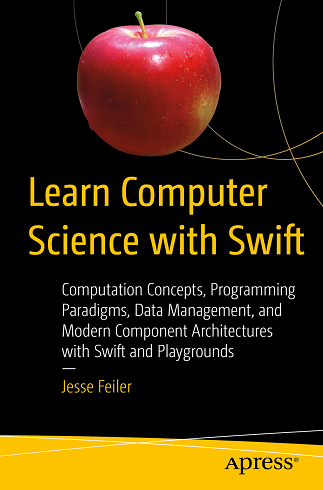 Learn Computer
Science with Swift
Computation Concepts, Programming
Paradigms, Data Management, and
Modern Component Architectures
with Swift and Playgrounds
—
Jesse Feiler
Apress®